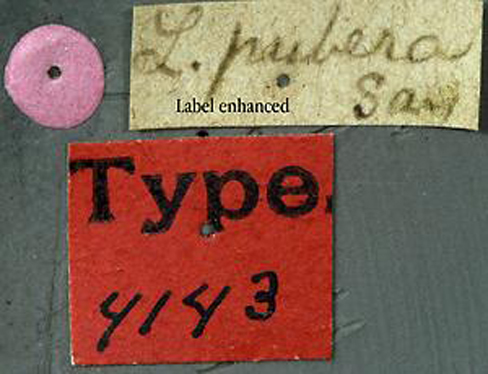 L. pubera
Say
Label enhanced
Type.
4143